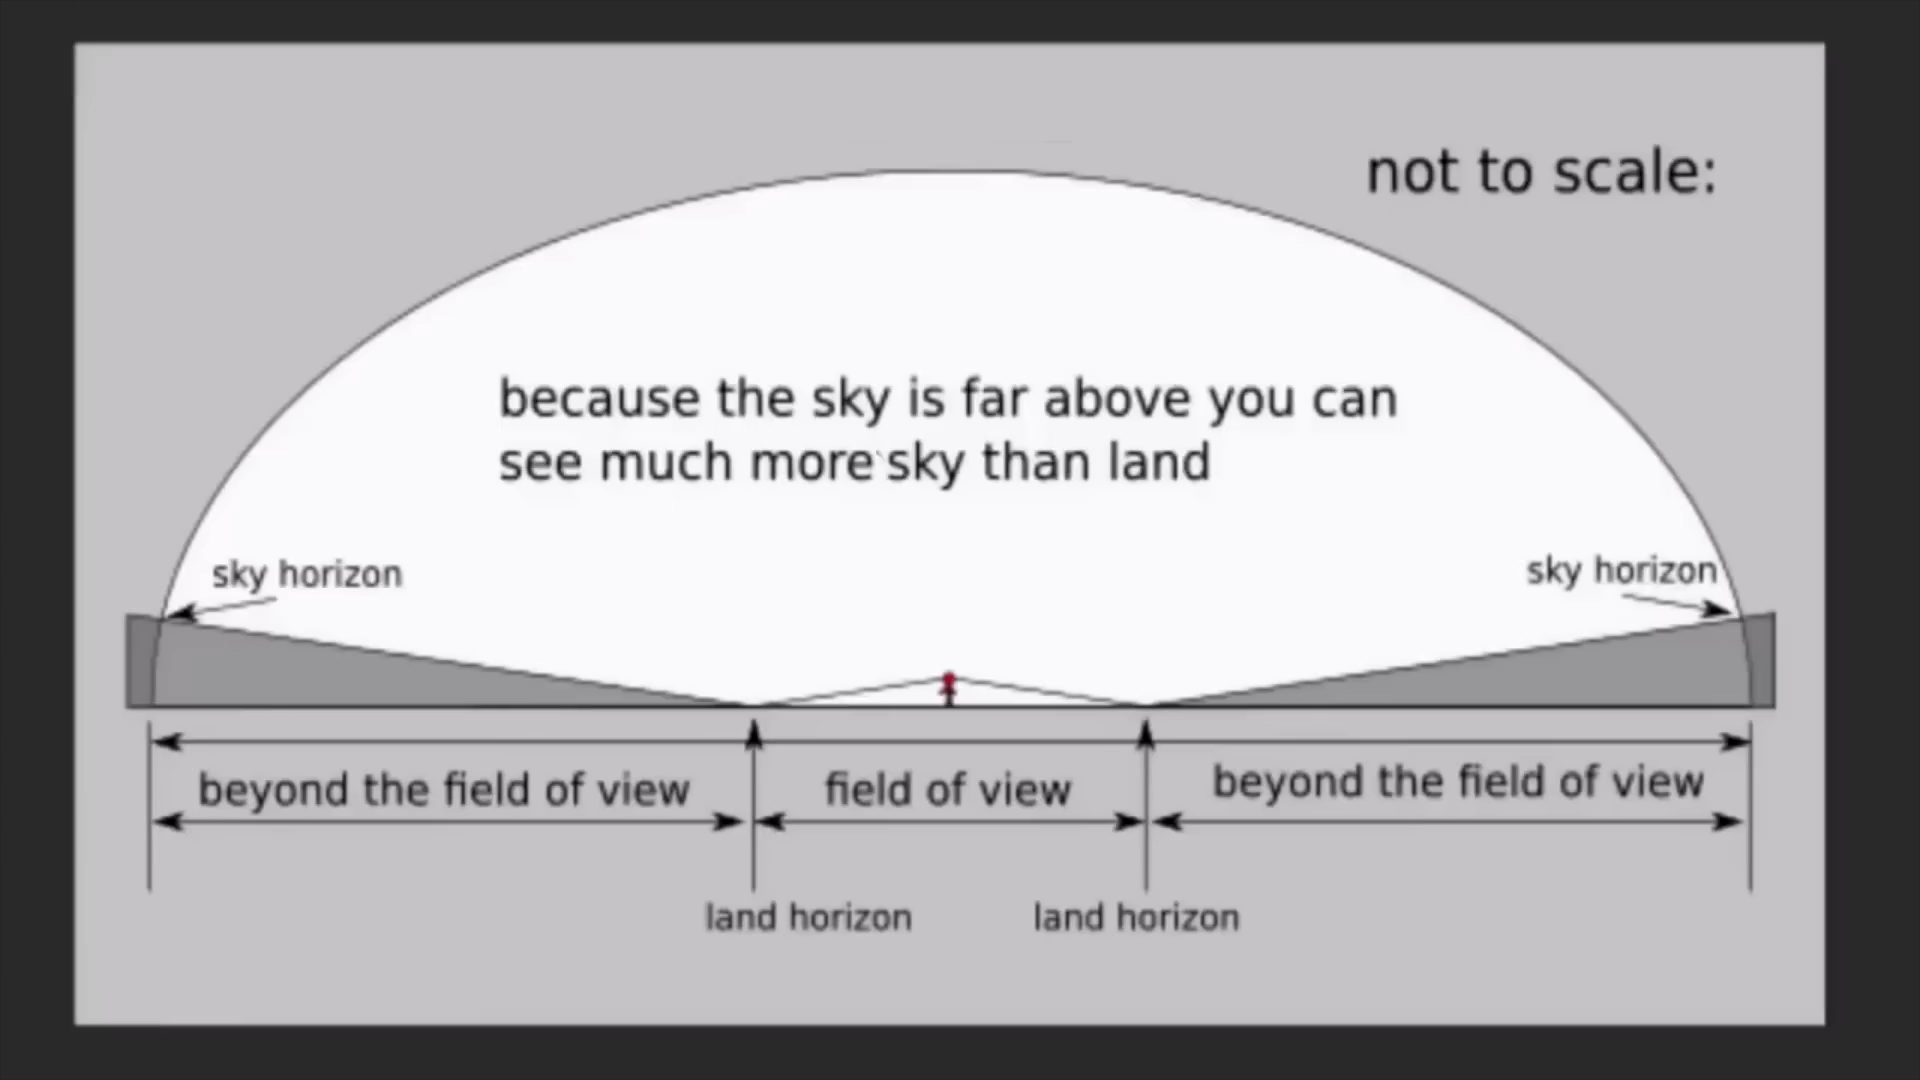 not to scale:
because the sky is far above you can
see much more sky than land
sky horizon
sky horizon
beyond the field of view
field of view
beyond the field of view
land horizon
land horizon